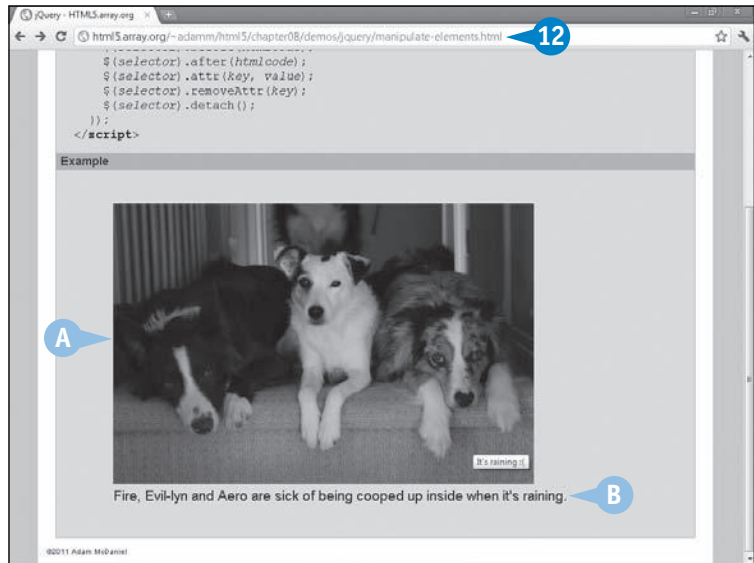 jQuery - HTML5.array.org
html5.array.org/~adamm/html5/chapter08/demos/jquery/manipulate-elements.html
12
$(selector).after(htmlcode);
$(selector).attr(key, value);
$(selector).removeAttr(key);
$(selector).detach();
});
</script>
Example
A
It's raining :(
Fire, Evil-lyn and Aero are sick of being cooped up inside when it's raining.
B
©2011 Adam McDaniel